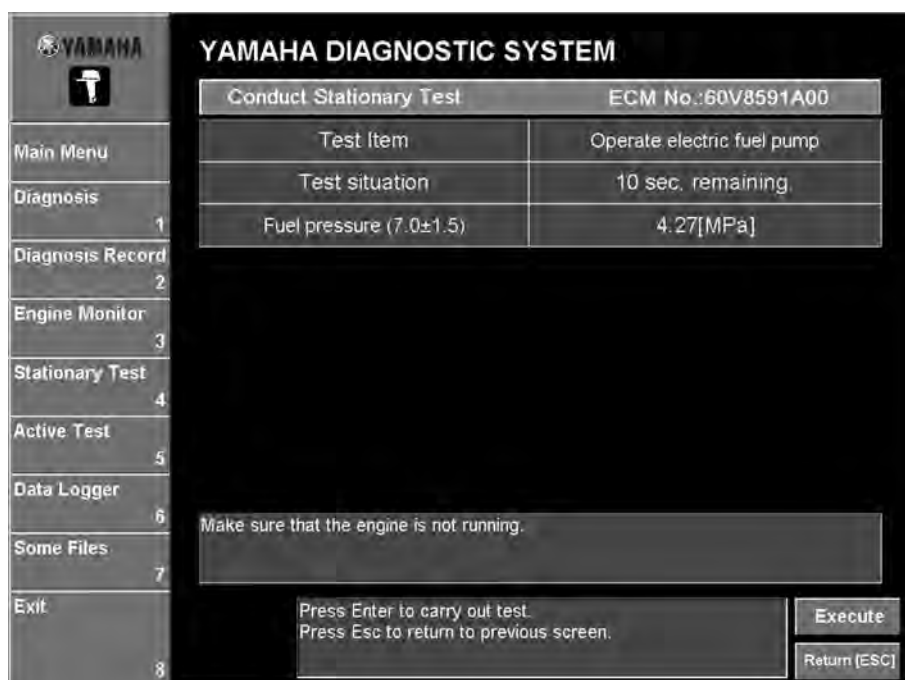 YAMAHA
YAMAHA DIAGNOSTIC SYSTEM
Conduct Stationary Test ECM No.:60V8591A00
Test Item Operate electric fuel pump
Test situation 10 sec. remaining.
Fuel pressure (7.0±1.5) 4.27[MPa]
Main Menu
Diagnosis
1
Diagnosis Record
2
Engine Monitor
3
Stationary Test
4
Active Test
5
Data Logger
6
Some Files
7
Exit
8
Make sure that the engine is not running.
Press Enter to carry out test.
Press Esc to return to previous screen.
Execute
Return [ESC]